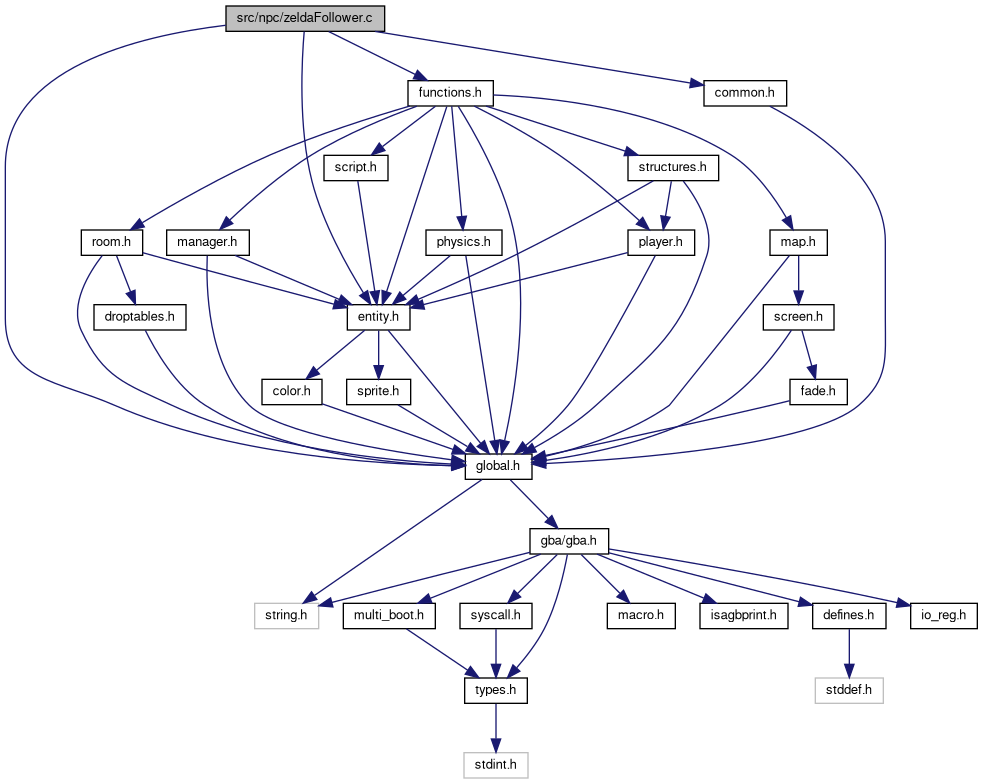 src/npc/zeldaFollower.c
functions.h
common.h
script.h
structures.h
room.h
manager.h
physics.h
player.h
map.h
droptables.h
entity.h
screen.h
color.h
sprite.h
fade.h
global.h
gba/gba.h
string.h
multi_boot.h
syscall.h
macro.h
isagbprint.h
defines.h
io_reg.h
types.h
stddef.h
stdint.h